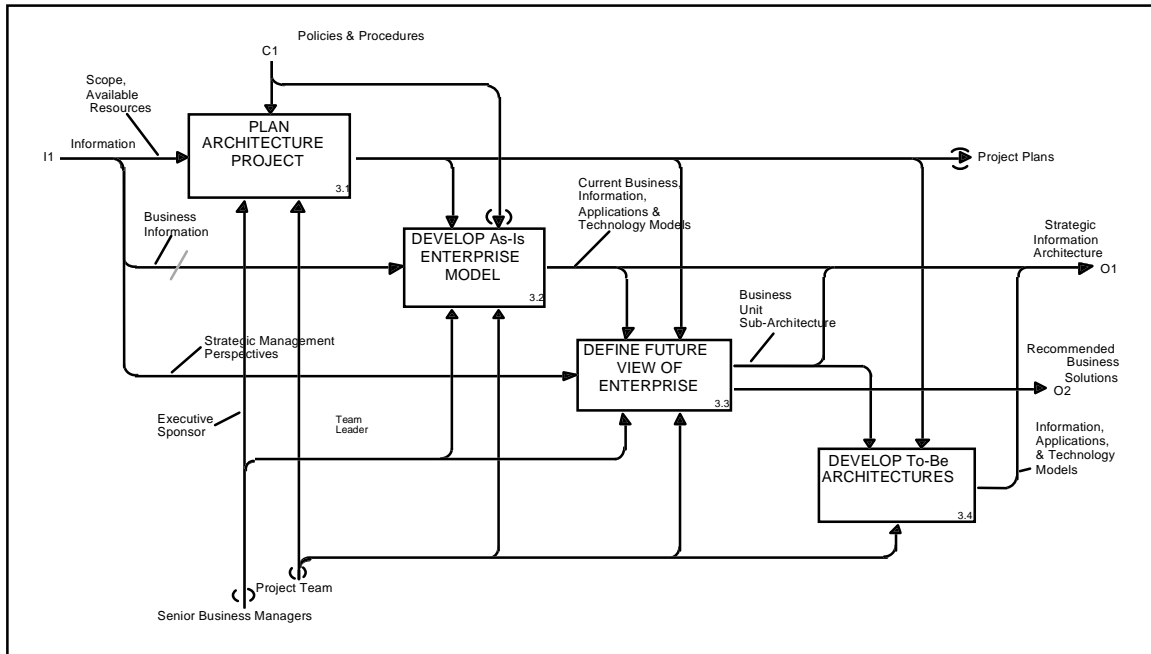 Policies & Procedures
C1
Scope,
Available
Resources
PLAN
ARCHITECTURE
PROJECT
3.1
Information
I1
Project Plans
Current Business,
Information,
Applications &
Technology Models
Business
Information
DEVELOP As-Is
ENTERPRISE
MODEL
3.2
Strategic
Information
Architecture
O1
Business
Unit
Sub-Architecture
Strategic Management
Perspectives
DEFINE FUTURE
VIEW OF
ENTERPRISE
3.3
Recommended
Business
Solutions
O2
Executive
Sponsor
Team
Leader
Information,
Applications,
& Technology
Models
DEVELOP To-Be
ARCHITECTURES
3.4
Project Team
Senior Business Managers